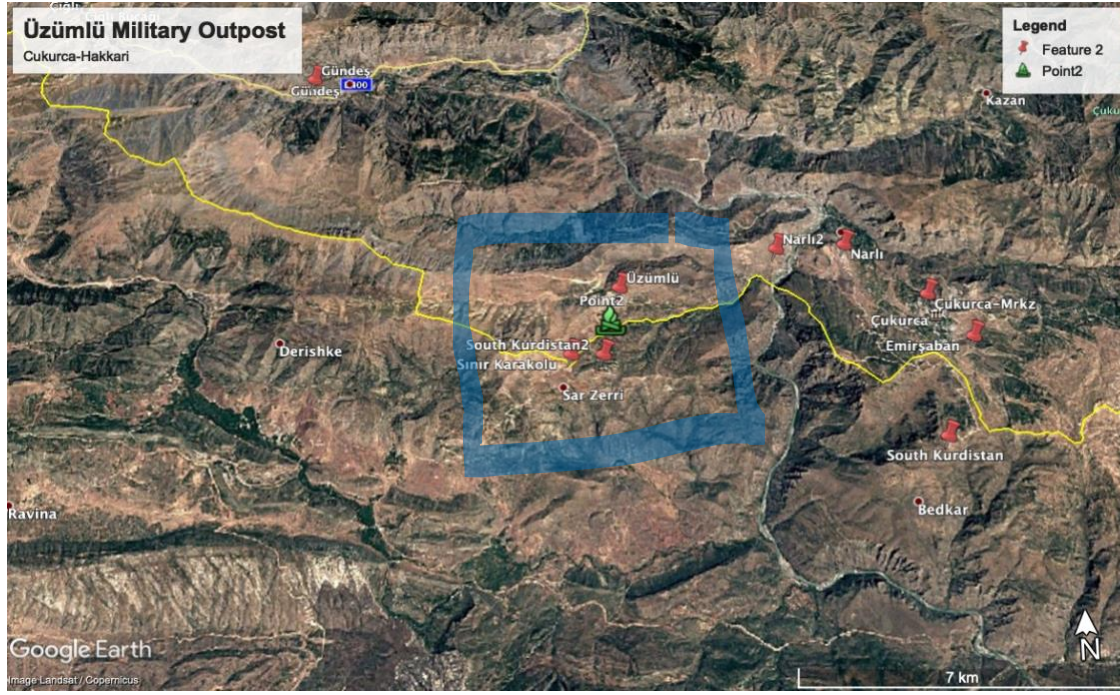 Çığlı
Üzümlü Military Outpost
Cukurca-Hakkari
Legend
Feature 2
Point2
Gündeş
Gündeş
Kazan
Çuku
Narlı2
Narlı
Üzümlü
Point2
Çukurca-Mrkz
Çukurca
Emirşaban
South Kurdistan2
Sınır Karakolu
Derishke
Sar Zerri
South Kurdistan
Ravina
Bedkar
Google Earth
Image Landsat / Copernicus
N
7 km